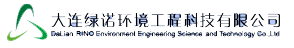 大连绿诺环境工程科技有限公司
DaLian RINO Environment Engineering Science and Technology Co.,Ltd